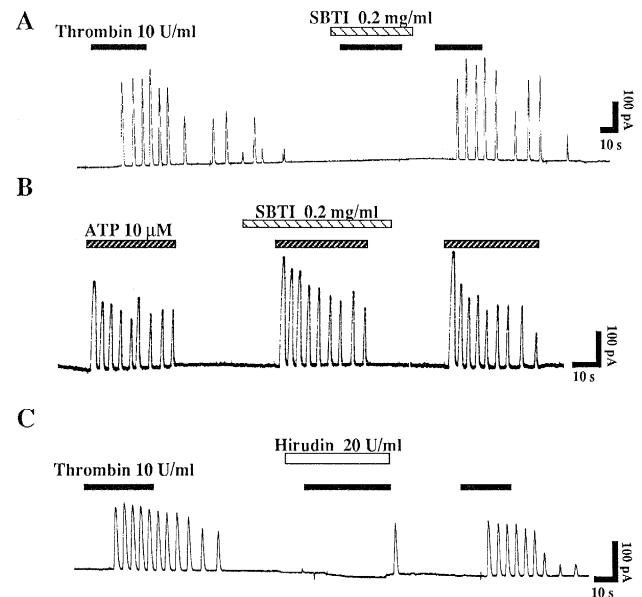 A
SBTI 0.2 mg/ml
Thrombin 10 U/ml
100 pA
10 s
B
SBTI 0.2 mg/ml
ATP 10 µM
100 pA
10 s
C
Hirudin 20 U/ml
Thrombin 10 U/ml
100 pA
10 s